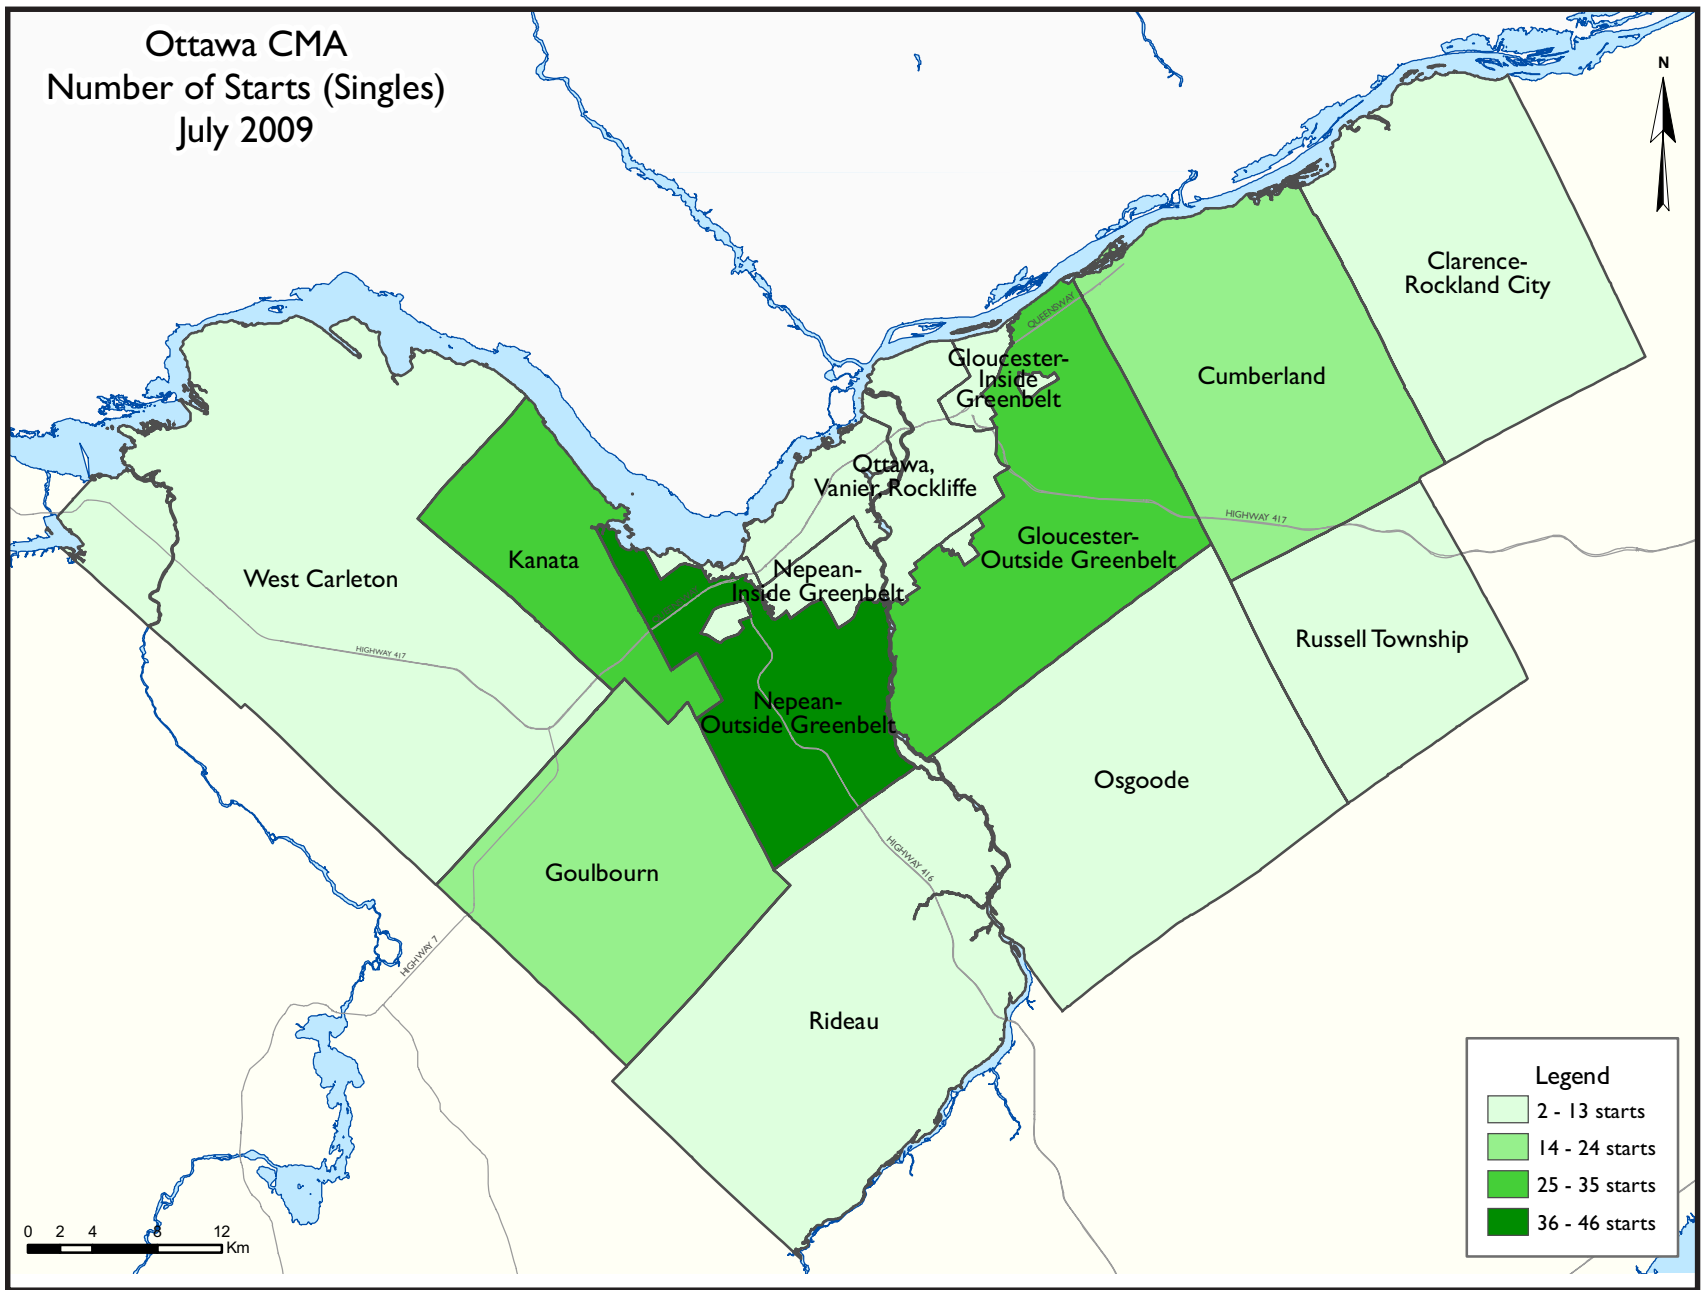 Ottawa CMA
Number of Starts (Singles)
July 2009
N
Clarence-
Rockland City
QUEENSWAY
Gloucester-
Inside
Greenbelt
Cumberland
Ottawa,
Vanier, Rockliffe
HIGHWAY 417
Gloucester-
Outside Greenbelt
Kanata
West Carleton
Nepean-
Inside Greenbelt
Russell Township
HIGHWAY 417
Nepean-
Outside Greenbelt
Osgoode
Goulbourn
HIGHWAY 416
HIGHWAY 7
Rideau
Legend
2 - 13 starts
14 - 24 starts
25 - 35 starts
36 - 46 starts
0 2 4 8 12
Km